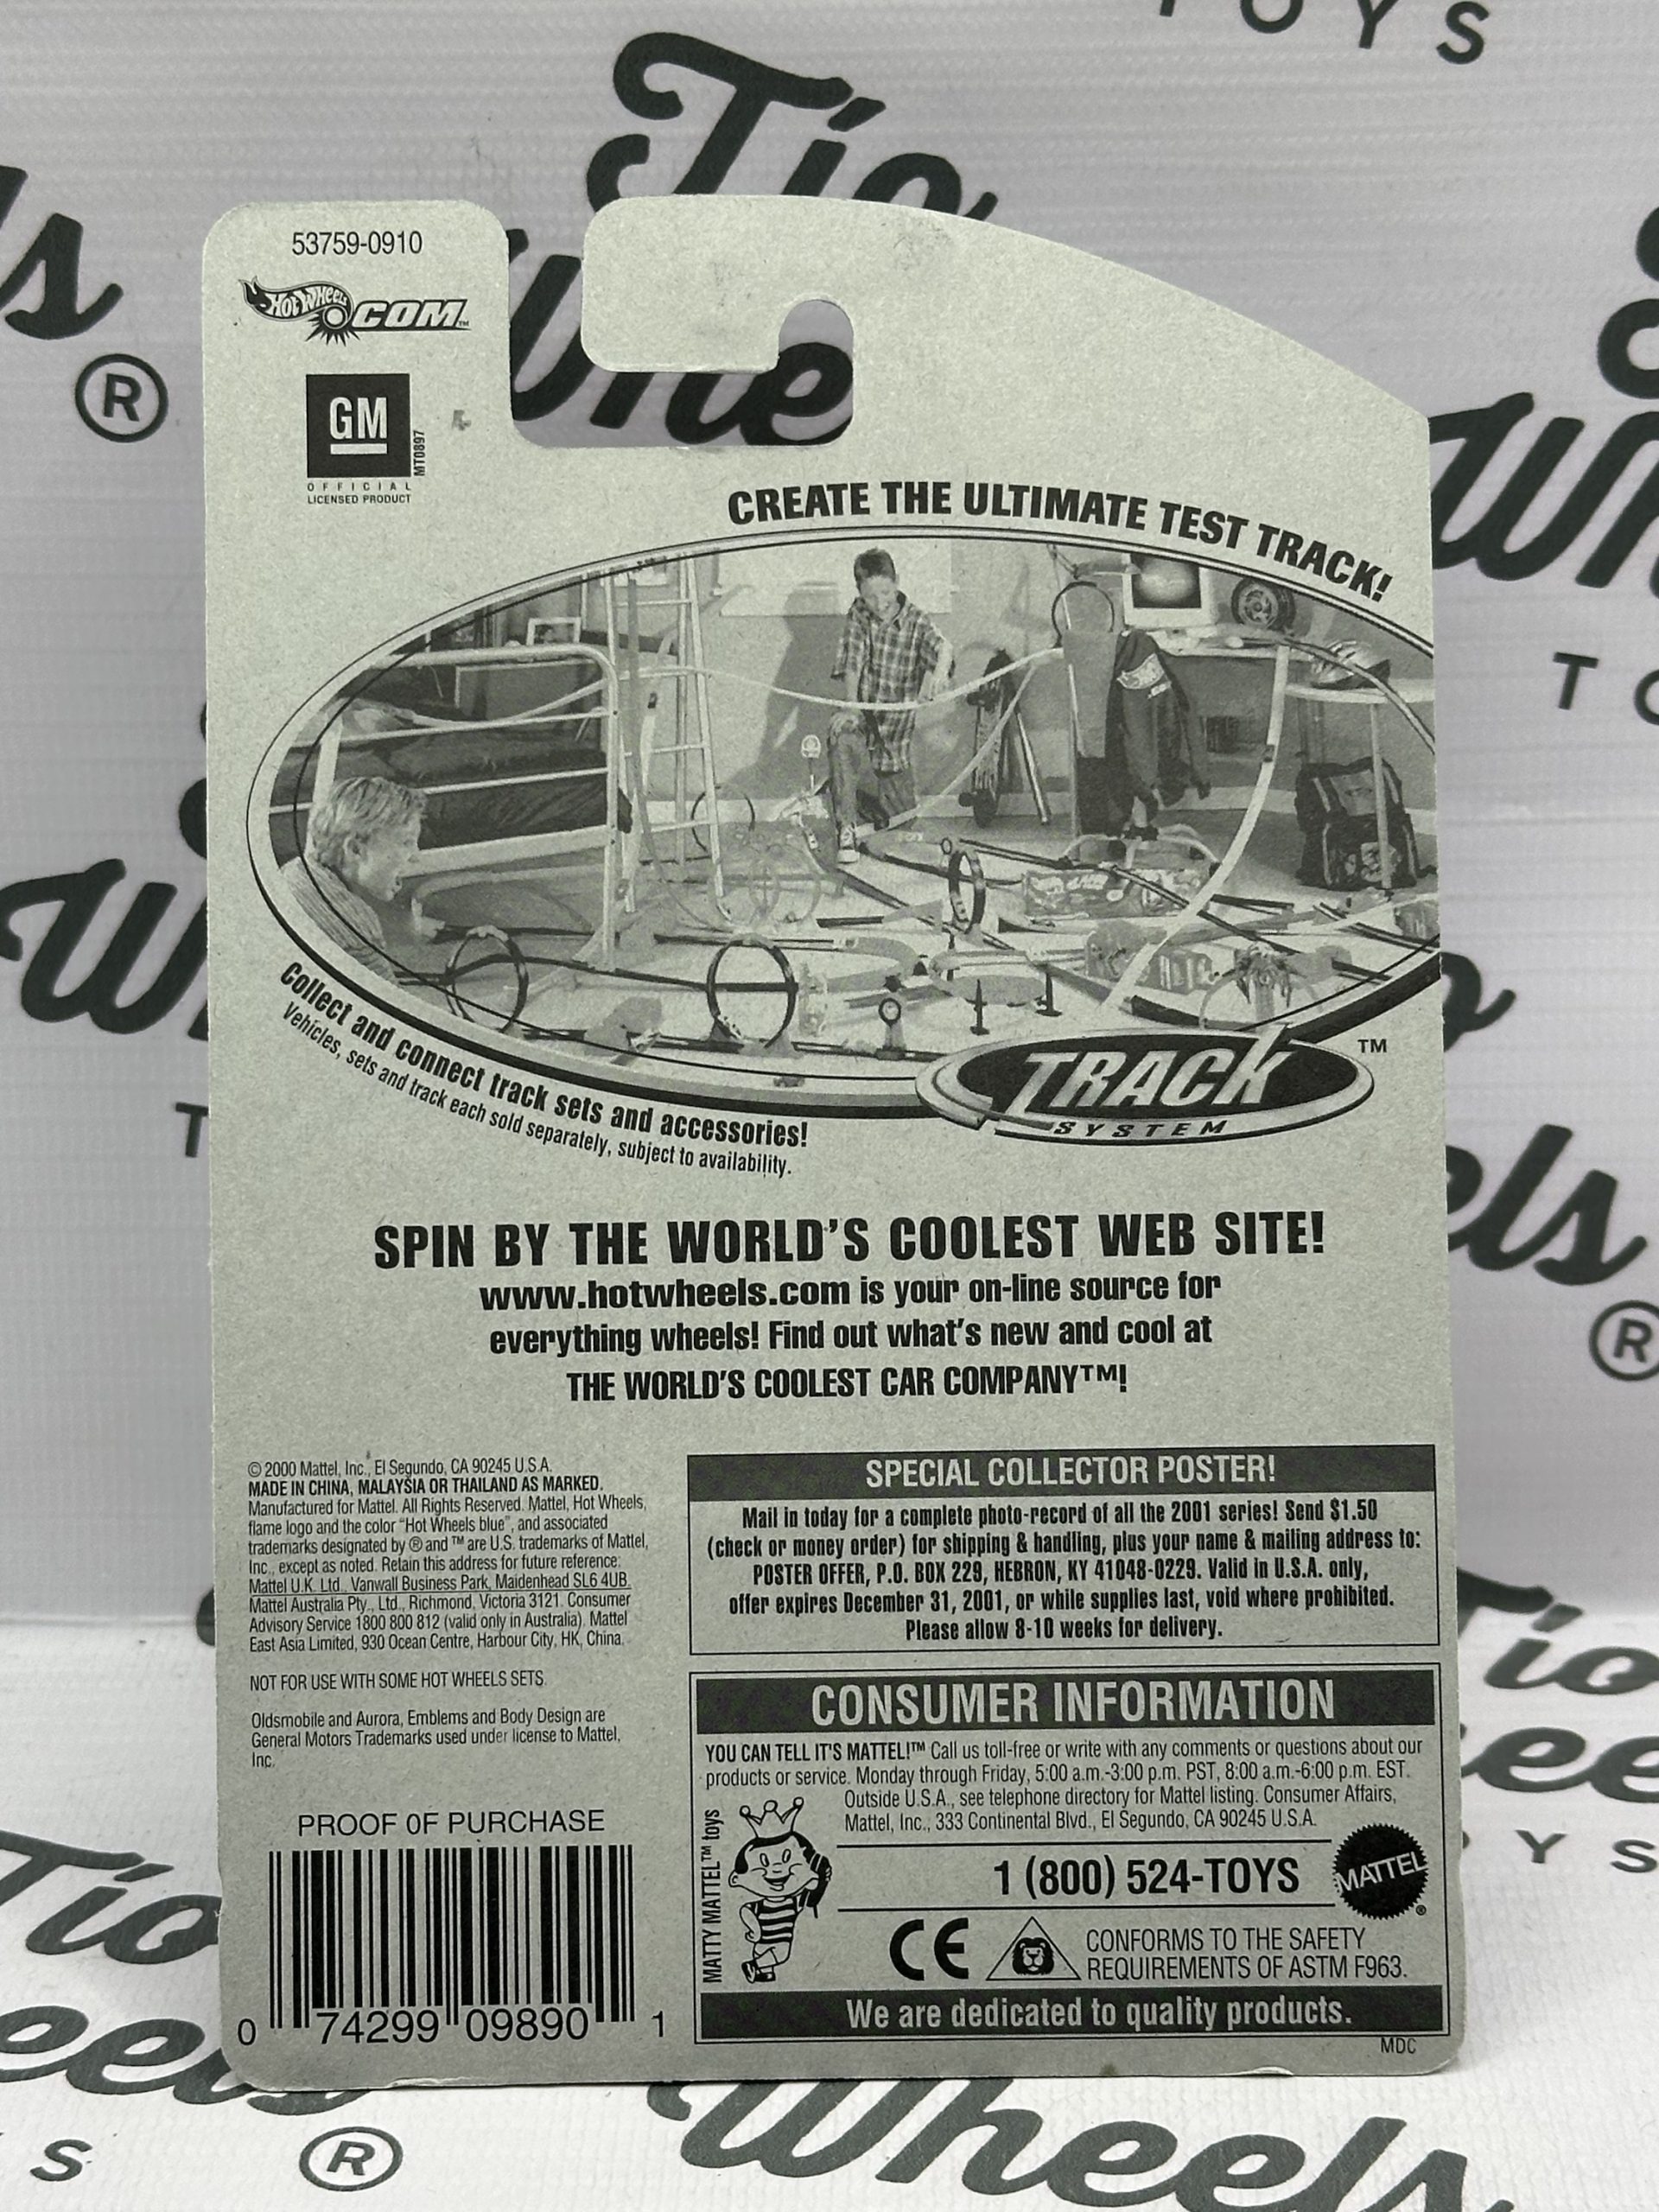 TOYS
Tio
Wheels
®
53759-0910
HOT WHEELS .COM™
GM
MT0897
OFFICIAL
LICENSED PRODUCT
CREATE THE ULTIMATE TEST TRACK!
Collect and connect track sets and accessories!
Vehicles, sets and track each sold separately, subject to availability.
TRACK ™
SYSTEM
SPIN BY THE WORLD'S COOLEST WEB SITE!
www.hotwheels.com is your on-line source for
everything wheels! Find out what's new and cool at
THE WORLD'S COOLEST CAR COMPANY™!
© 2000 Mattel, Inc., El Segundo, CA 90245 U.S.A.
MADE IN CHINA, MALAYSIA OR THAILAND AS MARKED.
Manufactured for Mattel. All Rights Reserved. Mattel, Hot Wheels,
flame logo and the color "Hot Wheels blue", and associated
trademarks designated by ® and ™ are U.S. trademarks of Mattel,
Inc., except as noted. Retain this address for future reference:
Mattel U.K. Ltd., Vanwall Business Park, Maidenhead SL6 4UB.
Mattel Australia Pty., Ltd., Richmond, Victoria 3121. Consumer
Advisory Service 1800 800 812 (valid only in Australia). Mattel
East Asia Limited, 930 Ocean Centre, Harbour City, HK, China.
NOT FOR USE WITH SOME HOT WHEELS SETS.
Oldsmobile and Aurora, Emblems and Body Design are
General Motors Trademarks used under license to Mattel,
Inc.
PROOF OF PURCHASE
0 74299 09890 1
SPECIAL COLLECTOR POSTER!
Mail in today for a complete photo-record of all the 2001 series! Send $1.50
(check or money order) for shipping & handling, plus your name & mailing address to:
POSTER OFFER, P.O. BOX 229, HEBRON, KY 41048-0229. Valid in U.S.A. only,
offer expires December 31, 2001, or while supplies last, void where prohibited.
Please allow 8-10 weeks for delivery.
CONSUMER INFORMATION
YOU CAN TELL IT'S MATTEL!™ Call us toll-free or write with any comments or questions about our
products or service. Monday through Friday, 5:00 a.m.-3:00 p.m. PST, 8:00 a.m.-6:00 p.m. EST.
Outside U.S.A., see telephone directory for Mattel listing. Consumer Affairs,
Mattel, Inc., 333 Continental Blvd., El Segundo, CA 90245 U.S.A.
MATTY MATTEL™ toys
1 (800) 524-TOYS
MATTEL®
CE
CONFORMS TO THE SAFETY
REQUIREMENTS OF ASTM F963.
We are dedicated to quality products.
MDC
Wheels
®